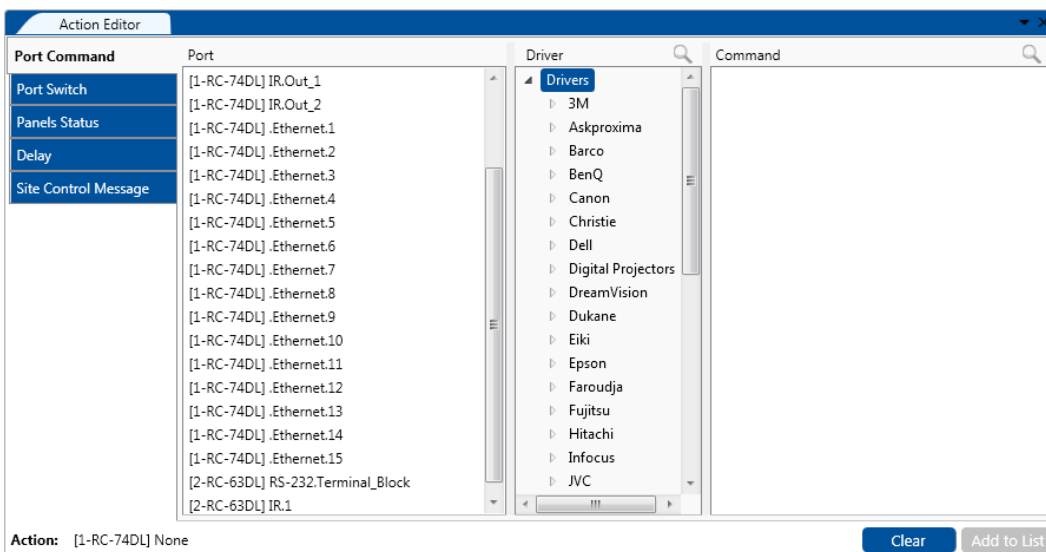 Action Editor
Port Command
Port Switch
Panels Status
Delay
Site Control Message
Port
[1-RC-74DL] IR.Out_1
[1-RC-74DL] IR.Out_2
[1-RC-74DL] .Ethernet.1
[1-RC-74DL] .Ethernet.2
[1-RC-74DL] .Ethernet.3
[1-RC-74DL] .Ethernet.4
[1-RC-74DL] .Ethernet.5
[1-RC-74DL] .Ethernet.6
[1-RC-74DL] .Ethernet.7
[1-RC-74DL] .Ethernet.8
[1-RC-74DL] .Ethernet.9
[1-RC-74DL] .Ethernet.10
[1-RC-74DL] .Ethernet.11
[1-RC-74DL] .Ethernet.12
[1-RC-74DL] .Ethernet.13
[1-RC-74DL] .Ethernet.14
[1-RC-74DL] .Ethernet.15
[2-RC-63DL] RS-232.Terminal_Block
[2-RC-63DL] IR.1
Driver
Drivers
3M
Askproxima
Barco
BenQ
Canon
Christie
Dell
Digital Projectors
DreamVision
Dukane
Eiki
Epson
Faroudja
Fujitsu
Hitachi
Infocus
JVC
Command
Action: [1-RC-74DL] None
Clear
Add to List